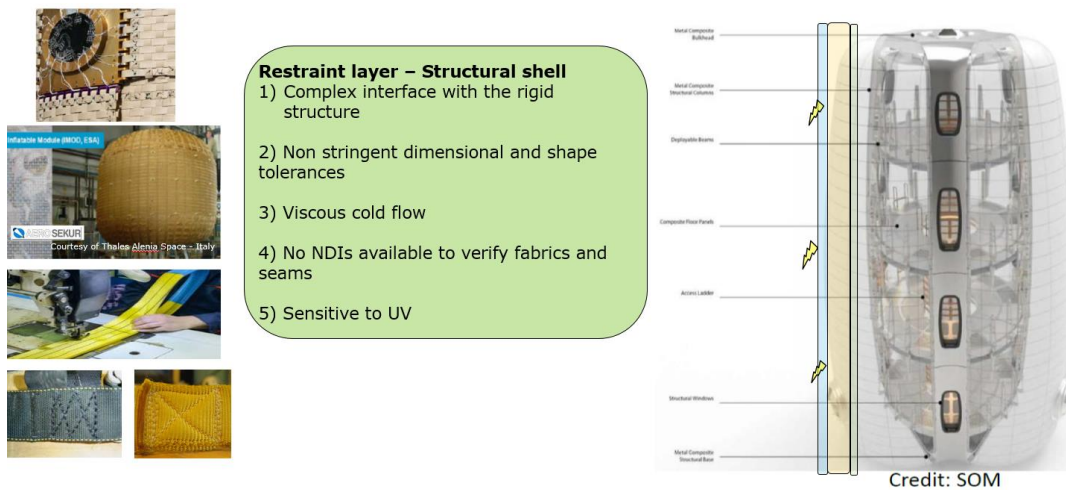 nflatable Module (IMOD, ESA)
AEROSEKUR
Courtesy of Thales Alenia Space - Italy
Restraint layer – Structural shell
1) Complex interface with the rigid
structure
2) Non stringent dimensional and shape
tolerances
3) Viscous cold flow
4) No NDIs available to verify fabrics and
seams
5) Sensitive to UV
Metal Composite
Bulkhead
Metal Composite
Structural Columns
Deployable Beams
Composite Floor Panels
Access Ladder
Structural Windows
Metal Composite
Structural Base
Credit: SOM